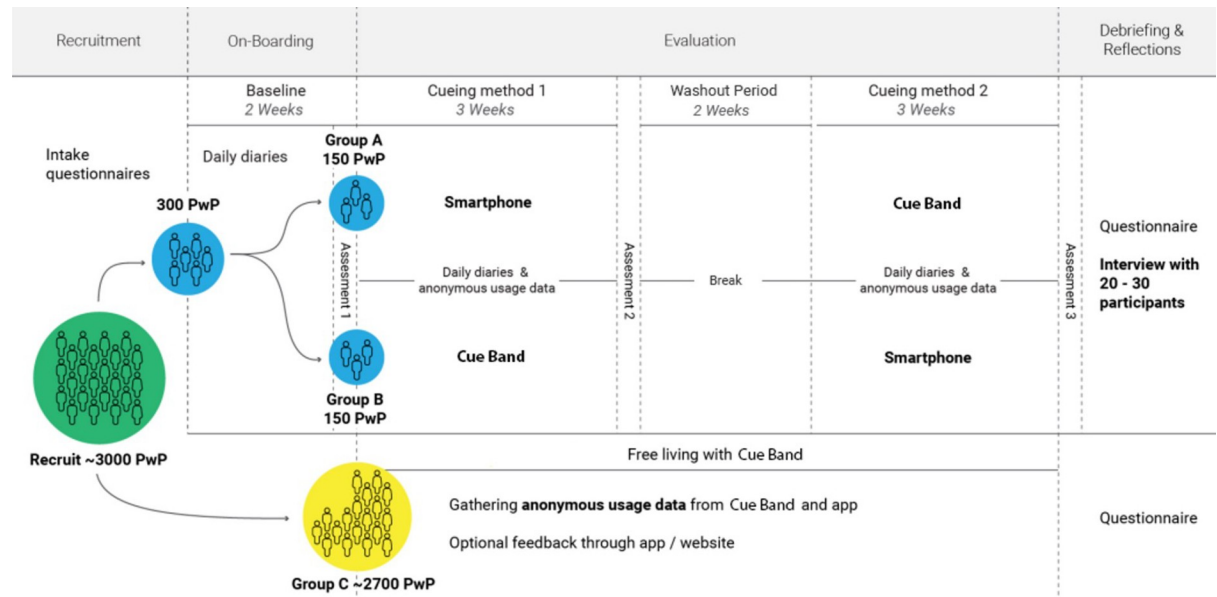 Recruitment
On-Boarding
Evaluation
Debriefing &
Reflections
Baseline
2 Weeks
Cueing method 1
3 Weeks
Washout Period
2 Weeks
Cueing method 2
3 Weeks
Intake
questionnaires
Daily diaries
Group A
150 PwP
300 PwP
Smartphone
Cue Band
Assesment 1
Daily diaries &
anonymous usage data
Assesment 2
Break
Daily diaries &
anonymous usage data
Assesment 3
Questionnaire
Interview with
20 - 30
participants
Cue Band
Smartphone
Group B
150 PwP
Recruit ~3000 PwP
Free living with Cue Band
Gathering anonymous usage data from Cue Band and app
Optional feedback through app / website
Questionnaire
Group C ~2700 PwP